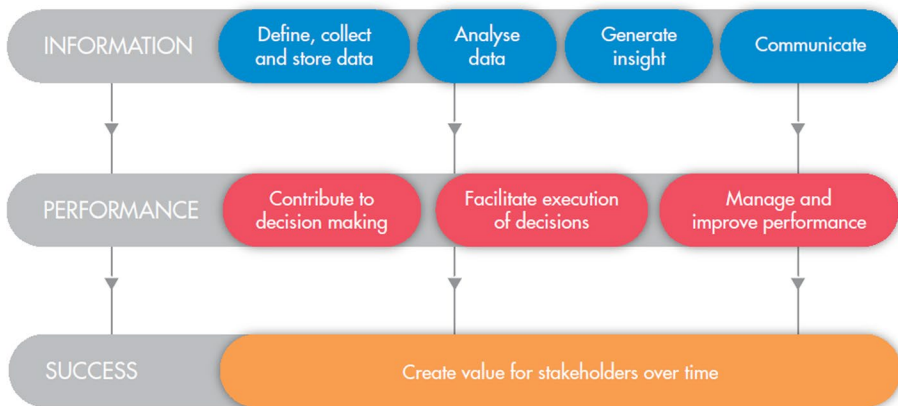 INFORMATION
Define, collect
and store data
Analyse
data
Generate
insight
Communicate
PERFORMANCE
Contribute to
decision making
Facilitate execution
of decisions
Manage and
improve performance
SUCCESS
Create value for stakeholders over time